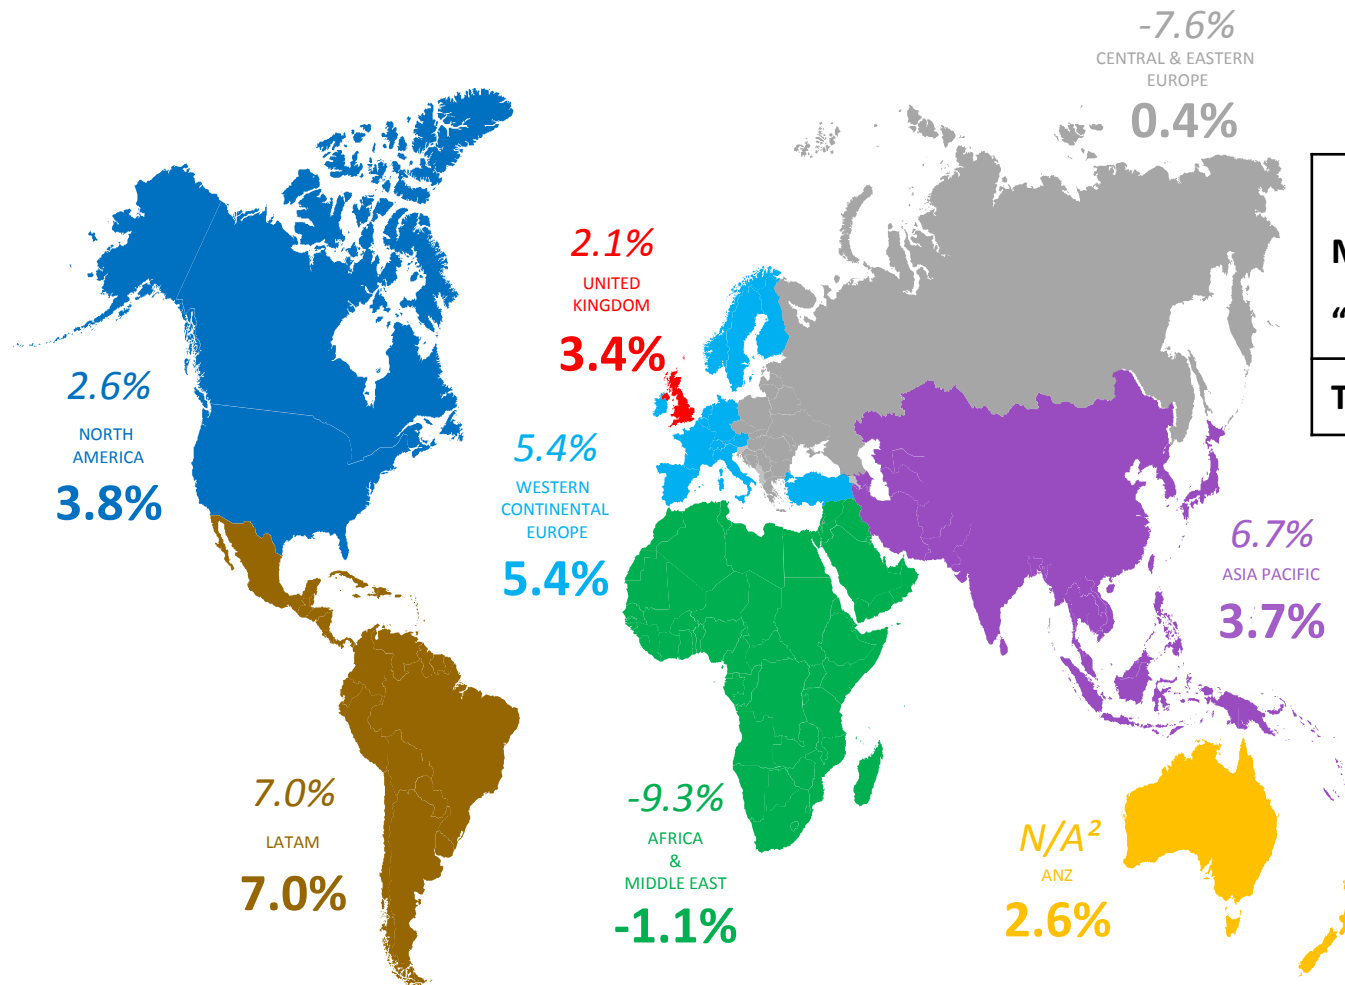 -7.6%
CENTRAL & EASTERN
EUROPE
0.4%
2.1%
UNITED
KINGDOM
3.4%
2.6%
NORTH
AMERICA
3.8%
5.4%
WESTERN
CONTINENTAL
EUROPE
5.4%
6.7%
ASIA PACIFIC
3.7%
7.0%
LATAM
7.0%
-9.3%
AFRICA
&
MIDDLE EAST
-1.1%
N/A²
ANZ
2.6%